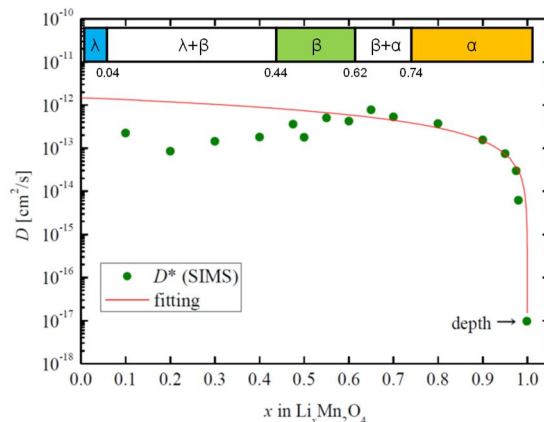 λ λ+β β β+α α
0.04 0.44 0.62 0.74
10⁻¹⁰
10⁻¹¹
10⁻¹²
10⁻¹³
10⁻¹⁴
10⁻¹⁵
10⁻¹⁶
10⁻¹⁷
10⁻¹⁸
D [cm²/s]
D* (SIMS)
fitting
depth →
0.0 0.1 0.2 0.3 0.4 0.5 0.6 0.7 0.8 0.9 1.0
x in LiₓMn₂O₄